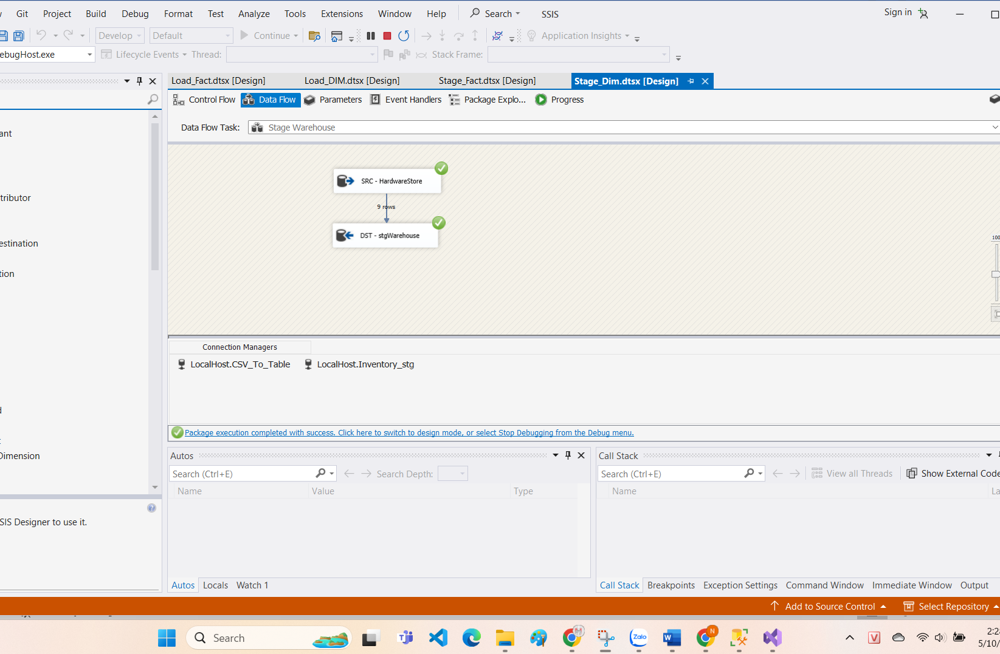 Git Project Build Debug Format Test Analyze Tools Extensions Window Help Search SSIS Sign in
Develop Default Continue Application Insights
ebugHost.exe Lifecycle Events Thread: Stack Frame:
Load_Fact.dtsx [Design] Load_DIM.dtsx [Design] Stage_Fact.dtsx [Design] Stage_Dim.dtsx [Design]
Control Flow Data Flow Parameters Event Handlers Package Explo... Progress
Data Flow Task: Stage Warehouse
ant
tributor
estination
tion
d
t
Dimension
SIS Designer to use it.
SRC - HardwareStore
9 rows
DST - stgWarehouse
100
Connection Managers
LocalHost.CSV_To_Table LocalHost.Inventory_stg
Package execution completed with success. Click here to switch to design mode, or select Stop Debugging from the Debug menu.
Autos
Search (Ctrl+E) Search Depth:
Name Value Type
Autos Locals Watch 1
Call Stack
Search (Ctrl+E) View all Threads Show External Code
Name La
Call Stack Breakpoints Exception Settings Command Window Immediate Window Output
Add to Source Control Select Repository
Search
Zalo
W
N
V
2:2
5/10/